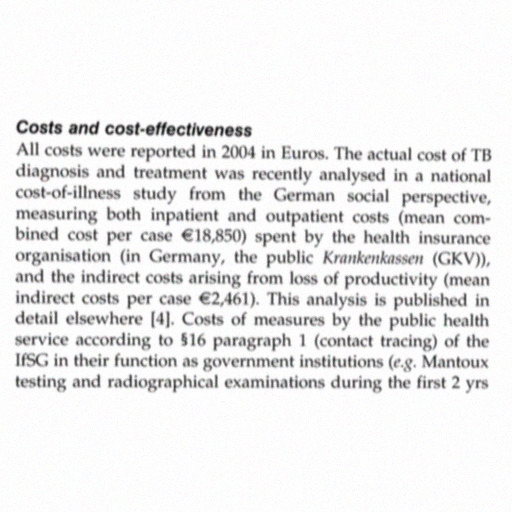 Costs and cost-effectiveness
All costs were reported in 2004 in Euros. The actual cost of TB
diagnosis and treatment was recently analysed in a national
cost-of-illness study from the German social perspective,
measuring both inpatient and outpatient costs (mean com-
bined cost per case €18,850) spent by the health insurance
organisation (in Germany, the public Krankenkassen (GKV)),
and the indirect costs arising from loss of productivity (mean
indirect costs per case €2,461). This analysis is published in
detail elsewhere [4]. Costs of measures by the public health
service according to §16 paragraph 1 (contact tracing) of the
IfSG in their function as government institutions (e.g. Mantoux
testing and radiographical examinations during the first 2 yrs